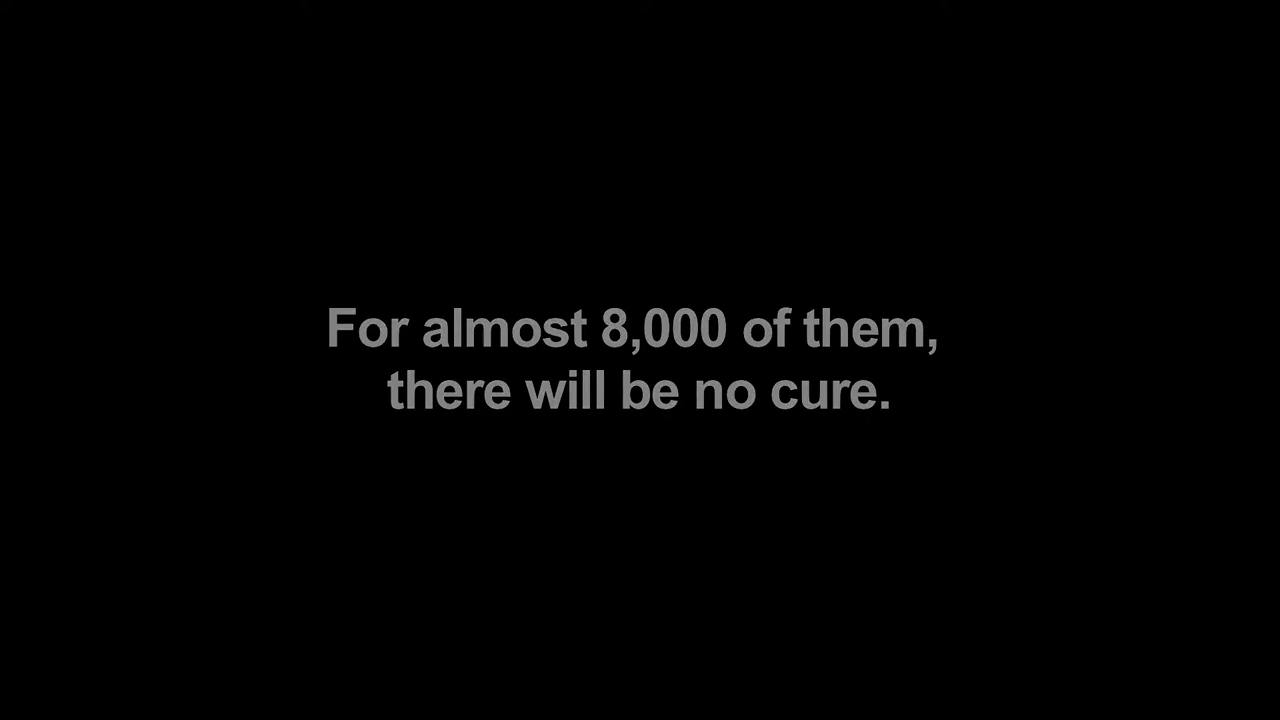 For almost 8,000 of them,
there will be no cure.